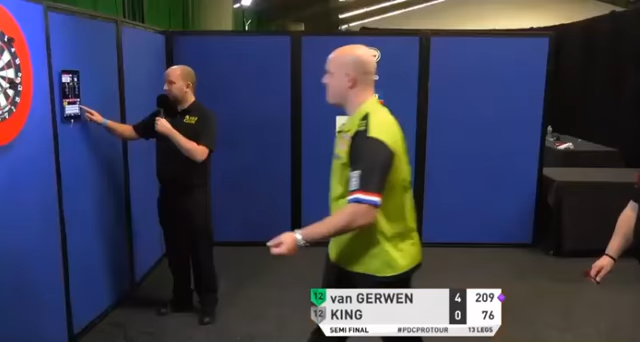 12 van GERWEN 4 209
12 KING 0 76
SEMI FINAL #PDCPROTOUR 13 LEGS